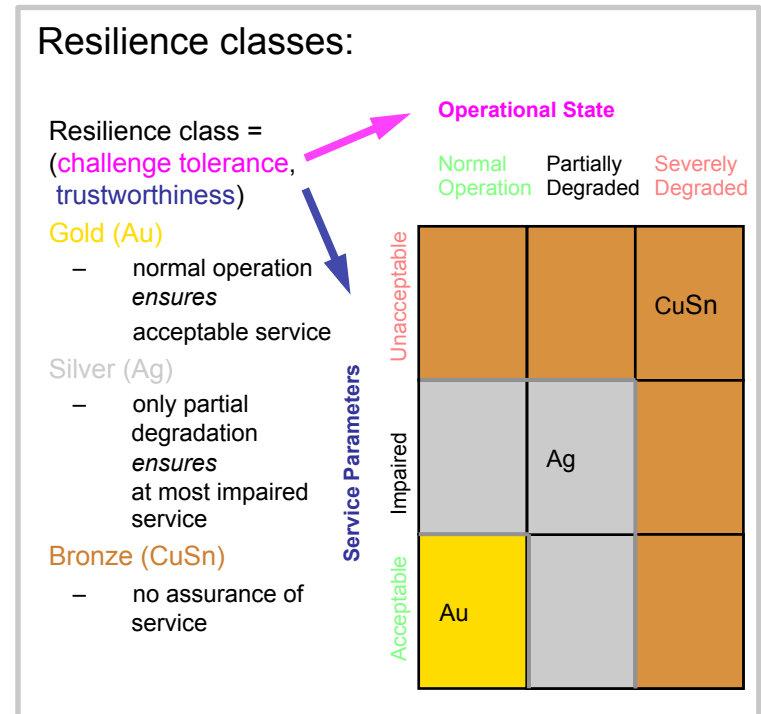 Resilience classes:
Resilience class =
(challenge tolerance,
trustworthiness)
Gold (Au)
– normal operation
ensures
acceptable service
Silver (Ag)
– only partial
degradation
ensures
at most impaired
service
Bronze (CuSn)
– no assurance of
service
Operational State
Normal
Operation
Partially
Degraded
Severely
Degraded
Service Parameters
Unacceptable
Impaired
Acceptable
CuSn
Ag
Au